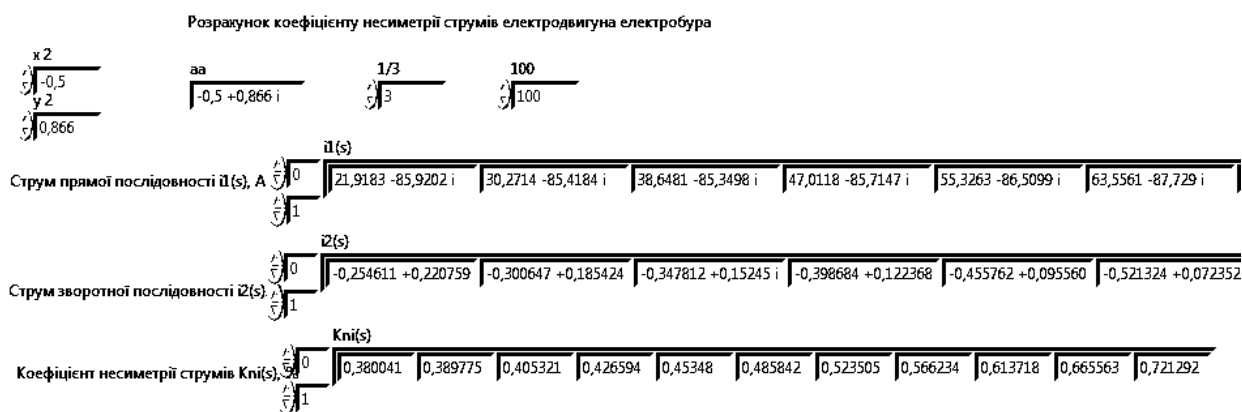 Розрахунок коефіцієнту несиметрії струмів електродвигуна електробура
x 2
-0,5
y 2
0,866
aa
-0,5 +0,866 i
1/3
3
100
100
i1(s)
Струм прямої послідовності i1(s), А
0
21,9183 -85,9202 i
30,2714 -85,4184 i
38,6481 -85,3498 i
47,0118 -85,7147 i
55,3263 -86,5099 i
63,5561 -87,729 i
1
i2(s)
Струм зворотної послідовності i2(s)
0
-0,254611 +0,220759
-0,300647 +0,185424
-0,347812 +0,15245 i
-0,398684 +0,122368
-0,455762 +0,095560
-0,521324 +0,072352
1
Kni(s)
Коефіцієнт несиметрії струмів Kni(s), %
0
0,380041
0,389775
0,405321
0,426594
0,45348
0,485842
0,523505
0,566234
0,613718
0,665563
0,721292
1